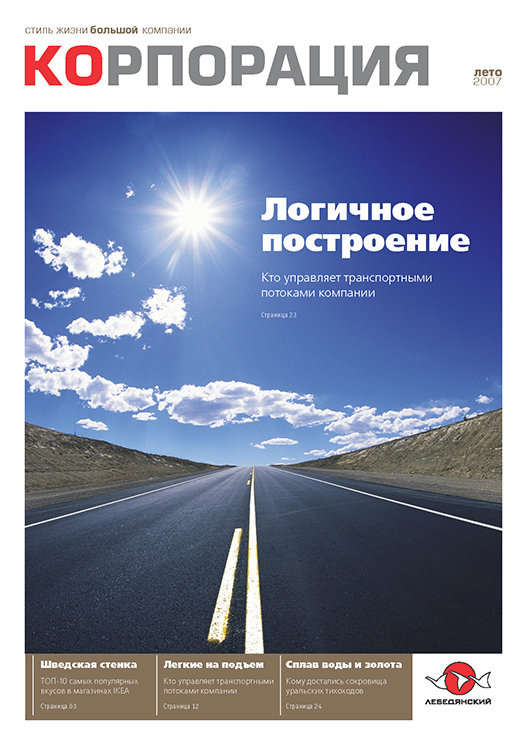 стиль жизни большой компании
КОРПОРАЦИЯ
лето
2007
Логичное
построение
Кто управляет транспортными
потоками компании
Страница 23
Шведская стенка
ТОП-10 самых популярных
вкусов в магазинах IKEA
Страница 03
Легкие на подъем
Кто управляет транспортными
потоками компании
Страница 12
Сплав воды и золота
Кому достались сокровища
уральских тихоходов
Страница 24
ЛЕБЕДЯНСКИЙ